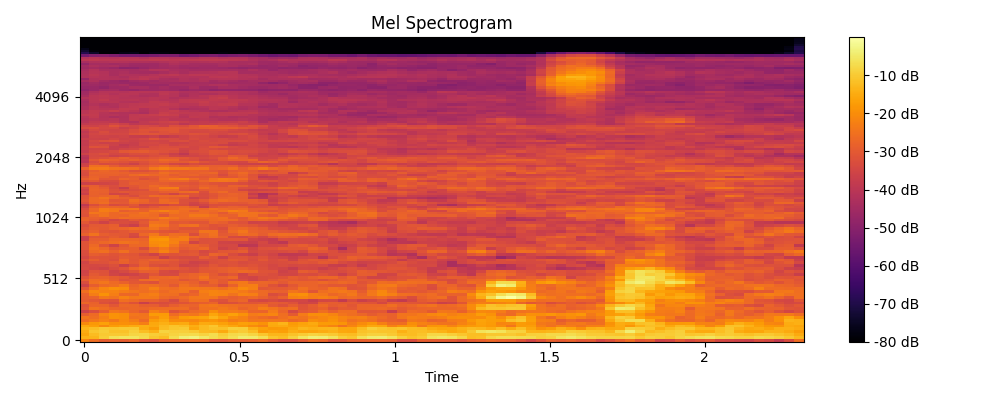 Mel Spectrogram
Hz
4096
2048
1024
512
0
0 0.5 1 1.5 2
Time
-10 dB
-20 dB
-30 dB
-40 dB
-50 dB
-60 dB
-70 dB
-80 dB